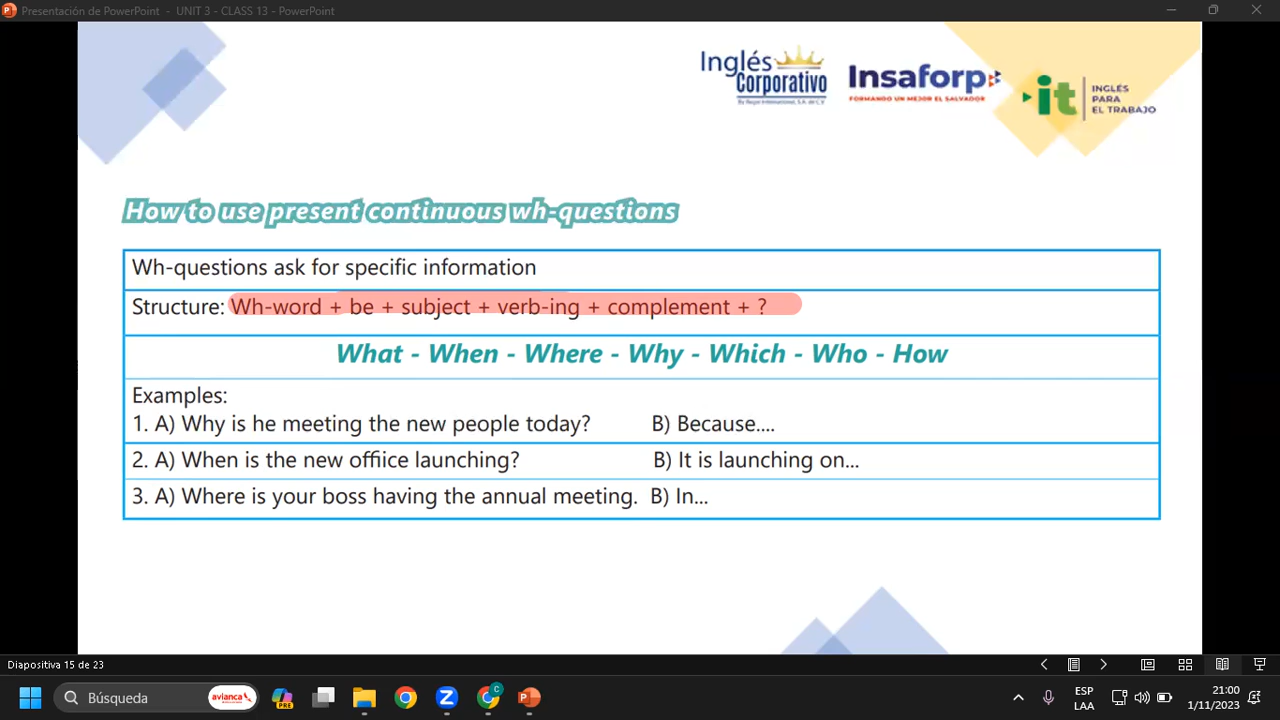 Presentación de PowerPoint - UNIT 3 - CLASS 13 - PowerPoint
Inglés
Corporativo
Insaforp
FORMANDO UN MEJOR EL SALVADOR
it
INGLÉS
PARA
EL TRABAJO
How to use present continuous wh-questions
Wh-questions ask for specific information
Structure: Wh-word + be + subject + verb-ing + complement + ?
What - When - Where - Why - Which - Who - How
Examples:
1. A) Why is he meeting the new people today? B) Because....
2. A) When is the new office launching? B) It is launching on...
3. A) Where is your boss having the annual meeting. B) In...
Diapositiva 15 de 23
Búsqueda
avianca
PRE
C
ESP
LAA
21:00
1/11/2023